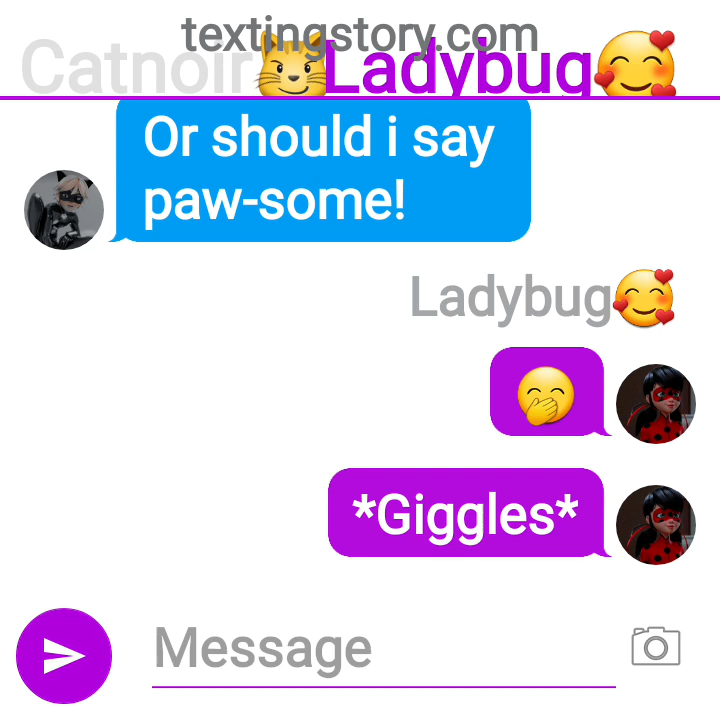 textingstory.com
Catnoir😼Ladybug🥰
Or should i say
paw-some!
Ladybug🥰
🤭
*Giggles*
Message